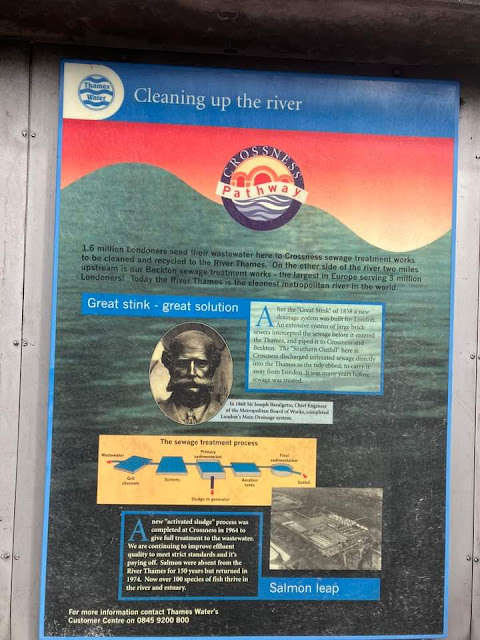 Thames
Water
Cleaning up the river
CROSSNESS
Pathway
1.6 million Londoners send their wastewater here to Crossness sewage treatment works
to be cleaned and recycled to the River Thames. On the other side of the river two miles
upstream is our Beckton sewage treatment works - the largest in Europe serving 3 million
Londoners! Today the River Thames is the cleanest metropolitan river in the world.
Great stink - great solution
After the "Great Stink" of 1858 a new
drainage system was built for London.
An extensive system of large brick
sewers intercepted the sewage before it entered
the Thames, and piped it to Crossness and
Beckton. The "Southern Outfall" here at
Crossness discharged untreated sewage directly
into the Thames as the tide ebbed, to carry it
away from London. It was many years before
sewage was treated.
In 1868 Sir Joseph Bazalgette, Chief Engineer
of the Metropolitan Board of Works, completed
London's Main Drainage system.
The sewage treatment process
Wastewater
Primary
sedimentation
Final
sedimentation
Grit
channels
Screens
Aeration
tanks
Outfall
Sludge to generator
A new "activated sludge" process was
completed at Crossness in 1964 to
give full treatment to the wastewater.
We are continuing to improve effluent
quality to meet strict standards and it's
paying off. Salmon were absent from the
River Thames for 150 years but returned in
1974. Now over 100 species of fish thrive in
the river and estuary.
Salmon leap
For more information contact Thames Water's
Customer Centre on 0845 9200 800